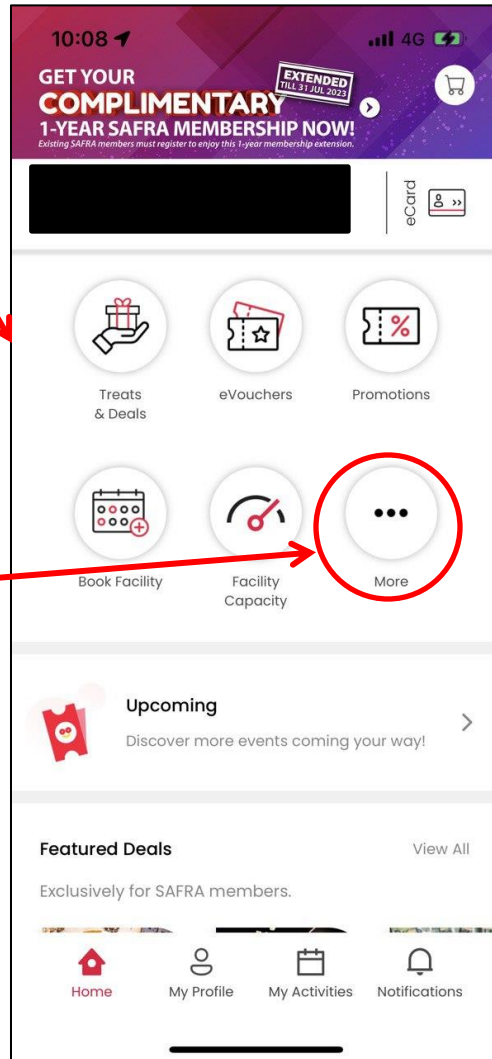 10:08
4G
GET YOUR
COMPLIMENTARY
EXTENDED
TILL 31 JUL 2023
1-YEAR SAFRA MEMBERSHIP NOW!
Existing SAFRA members must register to enjoy this 1-year membership extension.
eCard
Treats
& Deals
eVouchers
Promotions
Book Facility
Facility
Capacity
More
Upcoming
Discover more events coming your way!
Featured Deals
View All
Exclusively for SAFRA members.
Home
My Profile
My Activities
Notifications